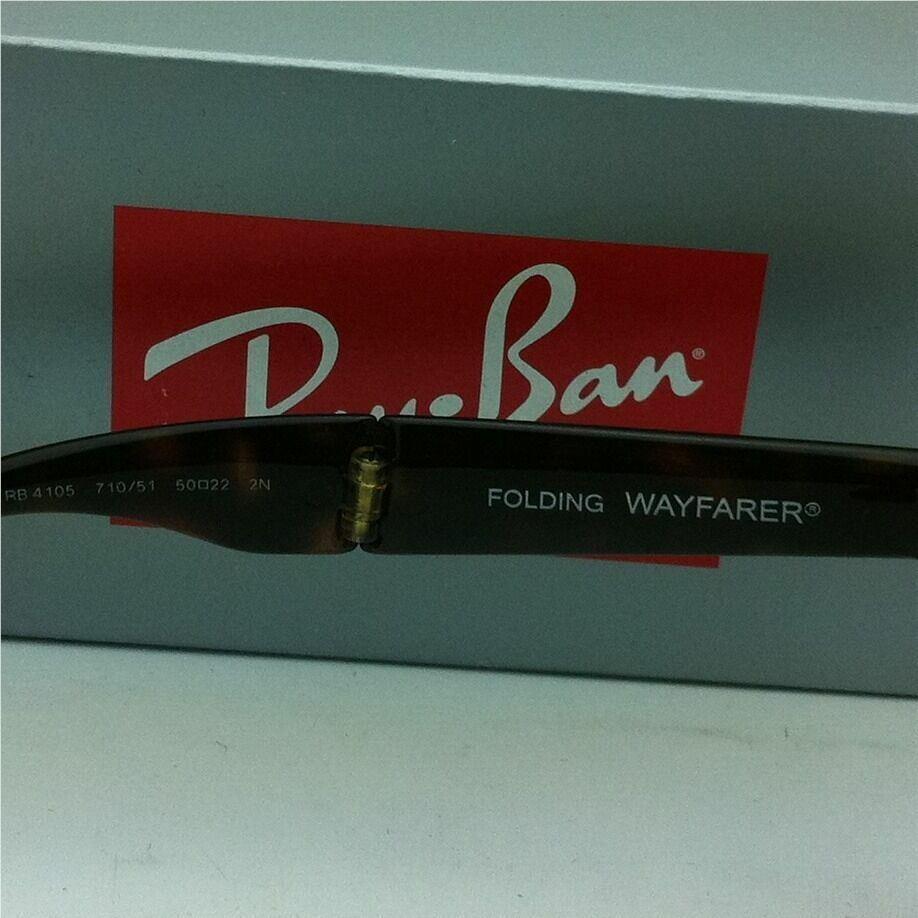 Ray-Ban®
RB 4105 710/51 50□22 2N
FOLDING WAYFARER®